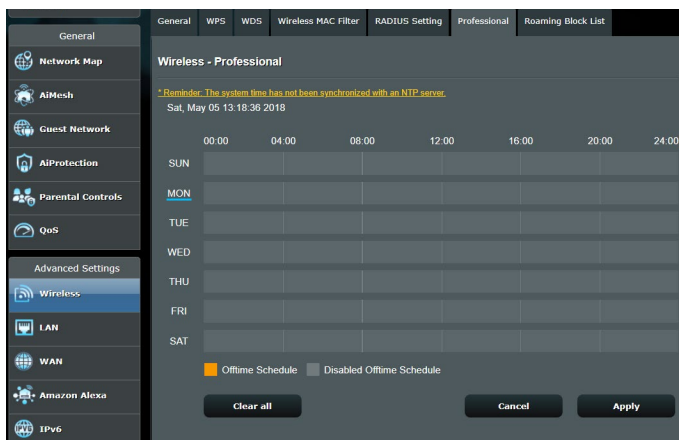 General
Network Map
AiMesh
Guest Network
AiProtection
Parental Controls
QoS
Advanced Settings
Wireless
LAN
WAN
Amazon Alexa
IPv6
General WPS WDS Wireless MAC Filter RADIUS Setting Professional Roaming Block List
Wireless - Professional
* Reminder: The system time has not been synchronized with an NTP server.
Sat, May 05 13:18:36 2018
00:00 04:00 08:00 12:00 16:00 20:00 24:00
SUN
MON
TUE
WED
THU
FRI
SAT
Offtime Schedule Disabled Offtime Schedule
Clear all Cancel Apply